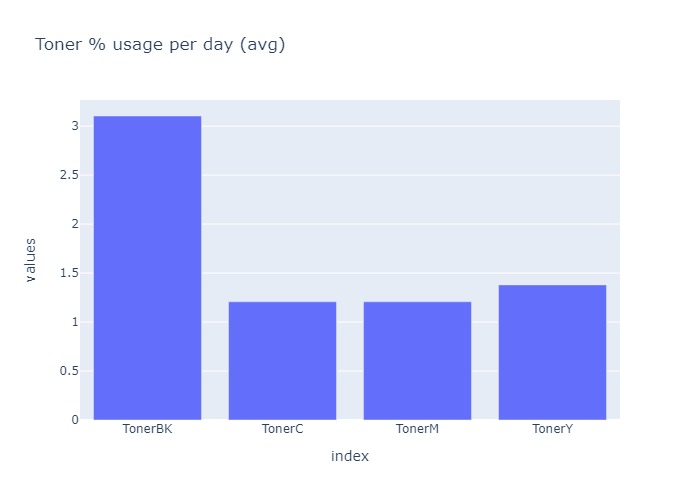 Toner % usage per day (avg)
3
2.5
2
1.5
1
0.5
0
values
TonerBK
TonerC
TonerM
TonerY
index